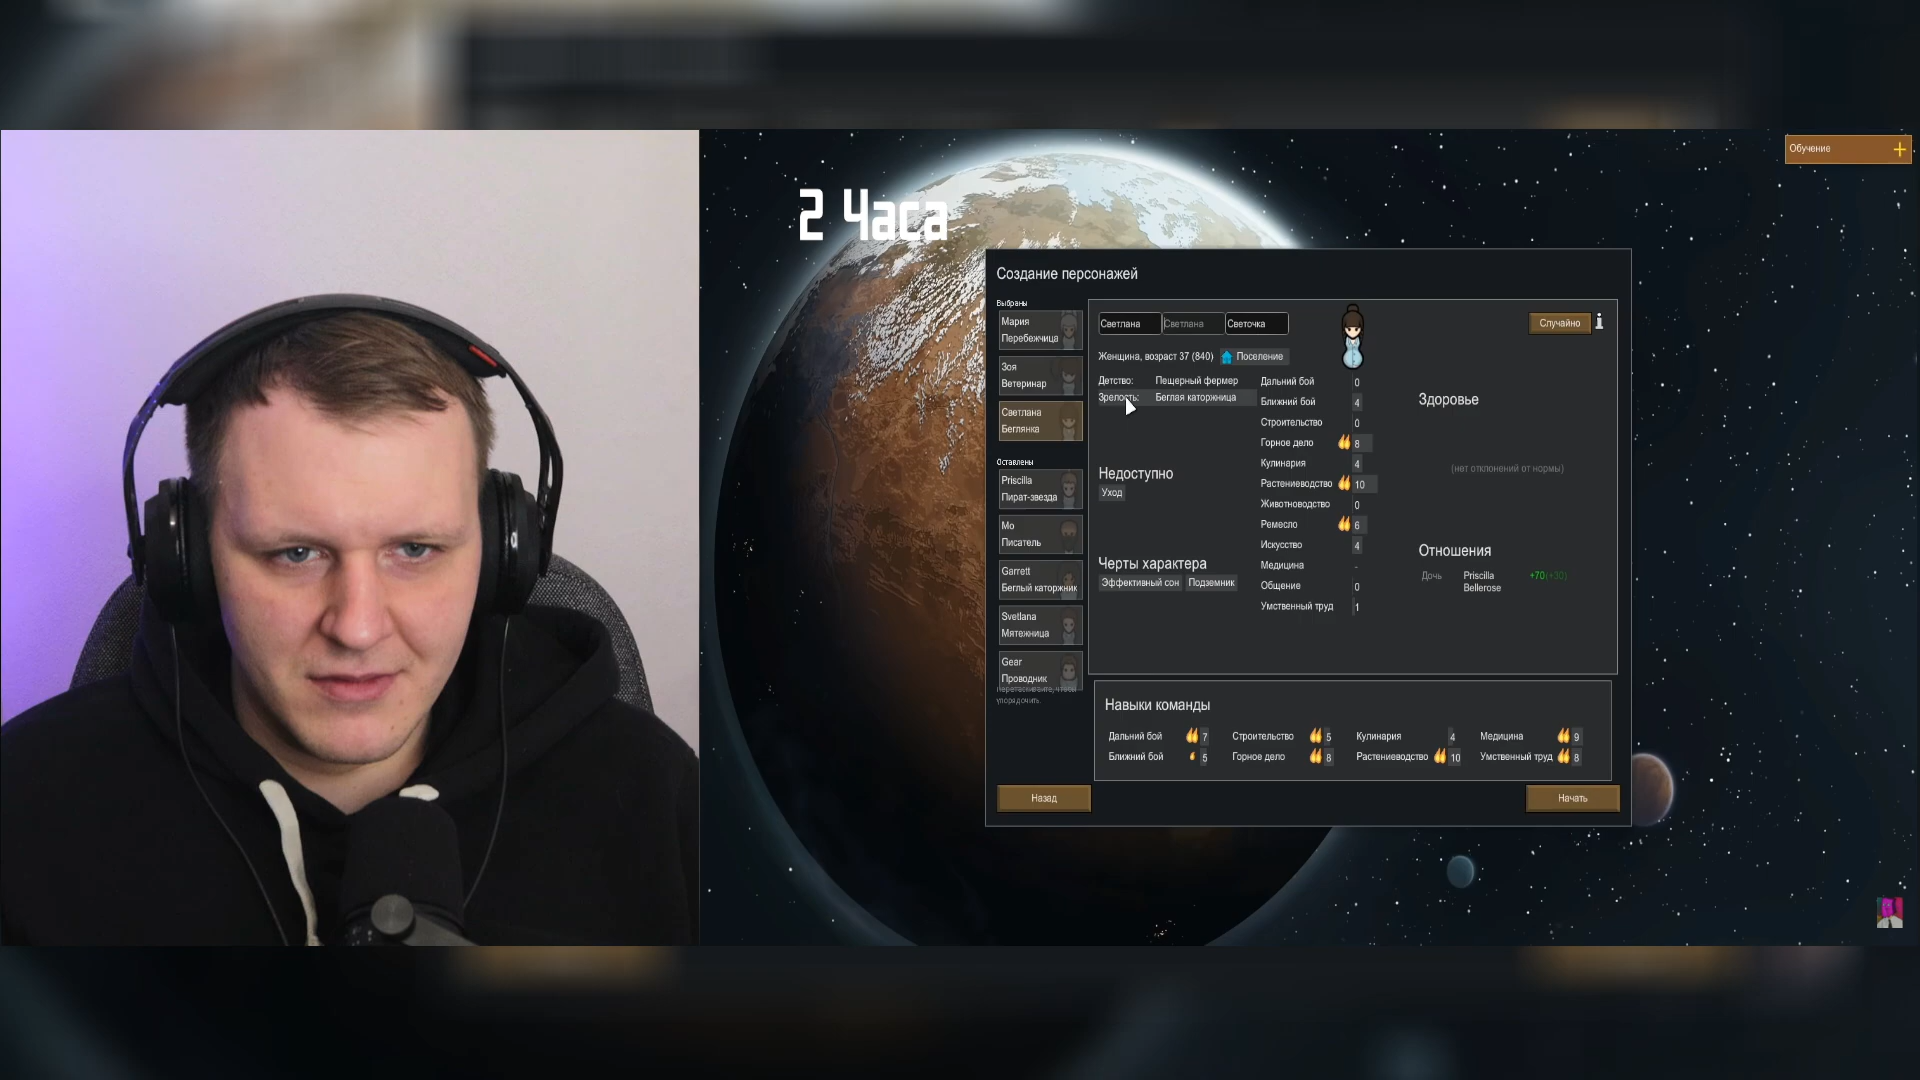 Обучение
2 Часа
Создание персонажей
Выбраны
Мария
Перебежчица
Зоя
Ветеринар
Светлана
Беглянка
Оставлены
Priscilla
Пират-звезда
Mo
Писатель
Garrett
Беглый каторжник
Svetlana
Мятежница
Gear
Проводник
Перетаскивайте, чтобы
упорядочить.
Светлана Светлана Светочка
Случайно
Женщина, возраст 37 (840) Поселение
Детство: Пещерный фермер
Зрелость: Беглая каторжница
Недоступно
Уход
Черты характера
Эффективный сон Подземник
Дальний бой 0
Ближний бой 4
Строительство 0
Горное дело 8
Кулинария 4
Растениеводство 10
Животноводство 0
Ремесло 6
Искусство 4
Медицина -
Общение 0
Умственный труд 1
Здоровье
(нет отклонений от нормы)
Отношения
Дочь Priscilla Bellerose +70(+30)
Навыки команды
Дальний бой 7 Строительство 5 Кулинария 4 Медицина 9
Ближний бой 5 Горное дело 8 Растениеводство 10 Умственный труд 8
Назад
Начать